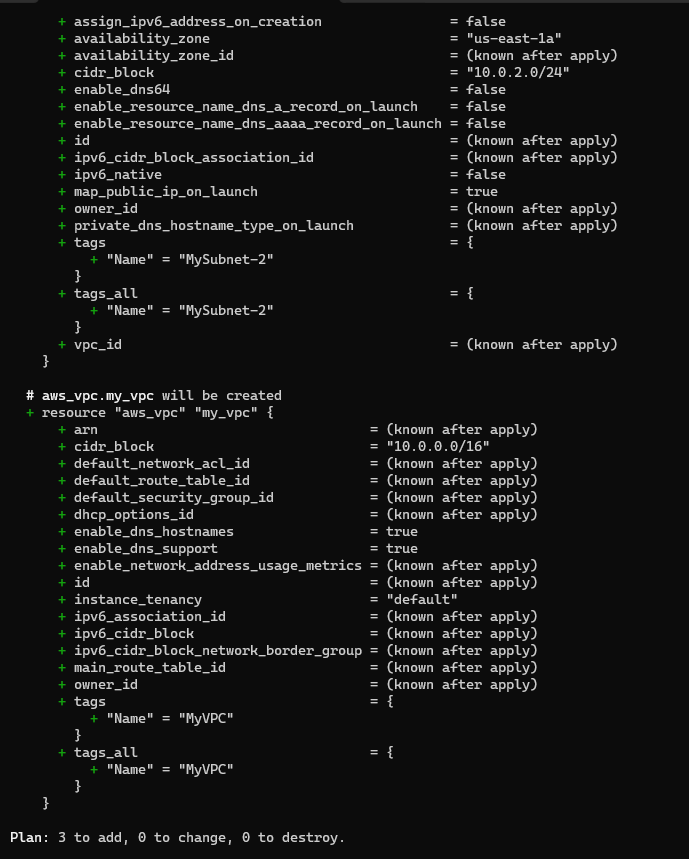 + assign_ipv6_address_on_creation = false
+ availability_zone = "us-east-1a"
+ availability_zone_id = (known after apply)
+ cidr_block = "10.0.2.0/24"
+ enable_dns64 = false
+ enable_resource_name_dns_a_record_on_launch = false
+ enable_resource_name_dns_aaaa_record_on_launch = false
+ id = (known after apply)
+ ipv6_cidr_block_association_id = (known after apply)
+ ipv6_native = false
+ map_public_ip_on_launch = true
+ owner_id = (known after apply)
+ private_dns_hostname_type_on_launch = (known after apply)
+ tags = {
+ "Name" = "MySubnet-2"
}
+ tags_all = {
+ "Name" = "MySubnet-2"
}
+ vpc_id = (known after apply)
}
# aws_vpc.my_vpc will be created
+ resource "aws_vpc" "my_vpc" {
+ arn = (known after apply)
+ cidr_block = "10.0.0.0/16"
+ default_network_acl_id = (known after apply)
+ default_route_table_id = (known after apply)
+ default_security_group_id = (known after apply)
+ dhcp_options_id = (known after apply)
+ enable_dns_hostnames = true
+ enable_dns_support = true
+ enable_network_address_usage_metrics = (known after apply)
+ id = (known after apply)
+ instance_tenancy = "default"
+ ipv6_association_id = (known after apply)
+ ipv6_cidr_block = (known after apply)
+ ipv6_cidr_block_network_border_group = (known after apply)
+ main_route_table_id = (known after apply)
+ owner_id = (known after apply)
+ tags = {
+ "Name" = "MyVPC"
}
+ tags_all = {
+ "Name" = "MyVPC"
}
}
Plan: 3 to add, 0 to change, 0 to destroy.